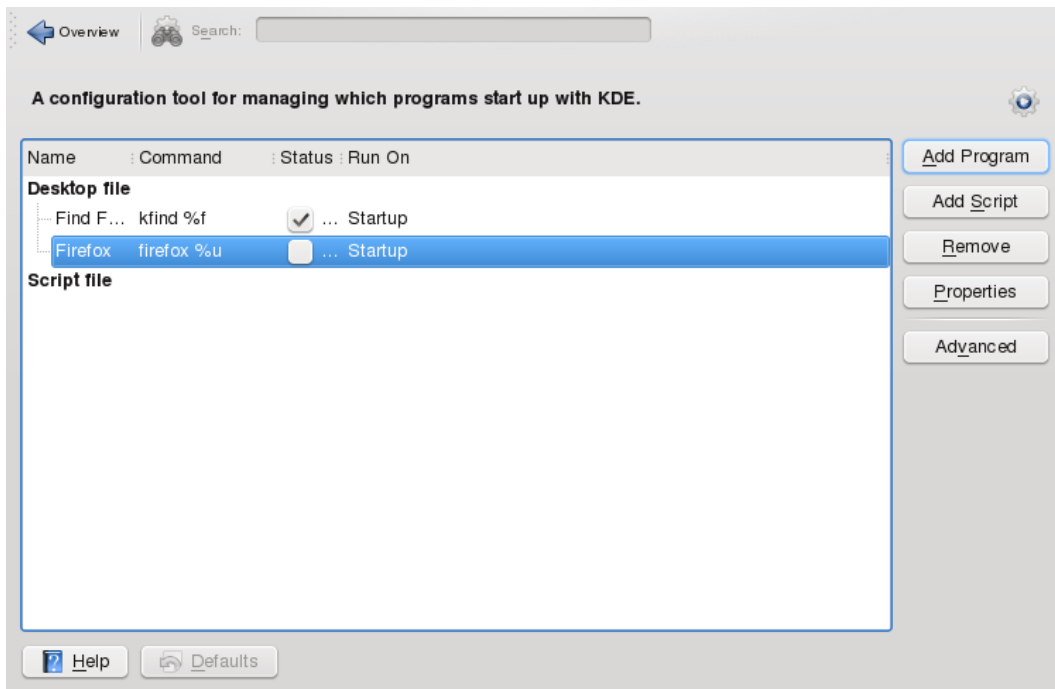 Overview Search:
A configuration tool for managing which programs start up with KDE.
Name Command Status Run On
Desktop file
Find F... kfind %f ... Startup
Firefox firefox %u ... Startup
Script file
Add Program
Add Script
Remove
Properties
Advanced
Help Defaults